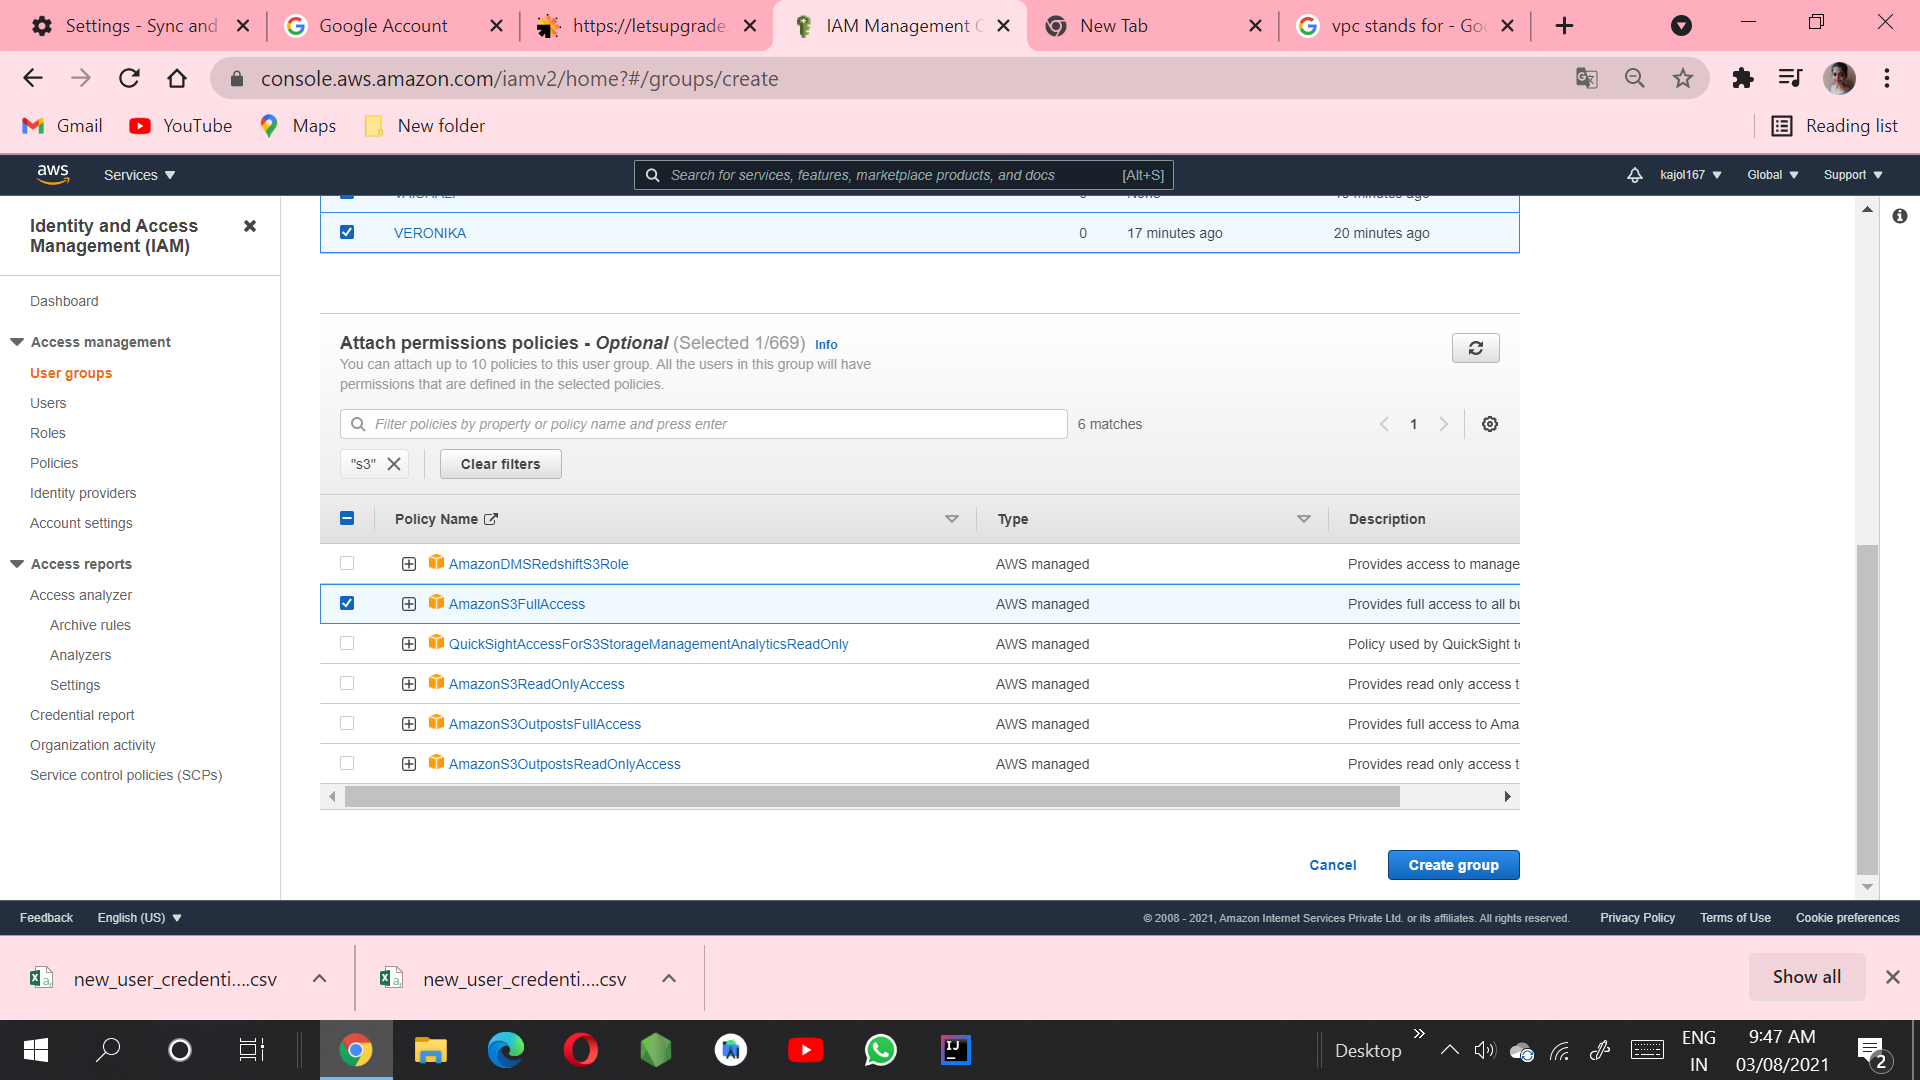 Settings - Sync and
Google Account
https://letsupgrade.
IAM Management C
New Tab
vpc stands for - Goo
console.aws.amazon.com/iamv2/home?#/groups/create
Gmail
YouTube
Maps
New folder
Reading list
aws
Services
Search for services, features, marketplace products, and docs
[Alt+S]
kajol167
Global
Support
Identity and Access
Management (IAM)
Dashboard
Access management
User groups
Users
Roles
Policies
Identity providers
Account settings
Access reports
Access analyzer
Archive rules
Analyzers
Settings
Credential report
Organization activity
Service control policies (SCPs)
VERONIKA
0
17 minutes ago
20 minutes ago
Attach permissions policies - Optional (Selected 1/669) Info
You can attach up to 10 policies to this user group. All the users in this group will have
permissions that are defined in the selected policies.
Filter policies by property or policy name and press enter
6 matches
1
"s3"
Clear filters
Policy Name
Type
Description
AmazonDMSRedshiftS3Role
AWS managed
Provides access to manage
AmazonS3FullAccess
AWS managed
Provides full access to all bu
QuickSightAccessForS3StorageManagementAnalyticsReadOnly
AWS managed
Policy used by QuickSight te
AmazonS3ReadOnlyAccess
AWS managed
Provides read only access t
AmazonS3OutpostsFullAccess
AWS managed
Provides full access to Ama
AmazonS3OutpostsReadOnlyAccess
AWS managed
Provides read only access t
Cancel
Create group
Feedback
English (US)
© 2008 - 2021, Amazon Internet Services Private Ltd. or its affiliates. All rights reserved.
Privacy Policy
Terms of Use
Cookie preferences
new_user_credenti....csv
new_user_credenti....csv
Show all
Desktop
ENG
IN
9:47 AM
03/08/2021
2